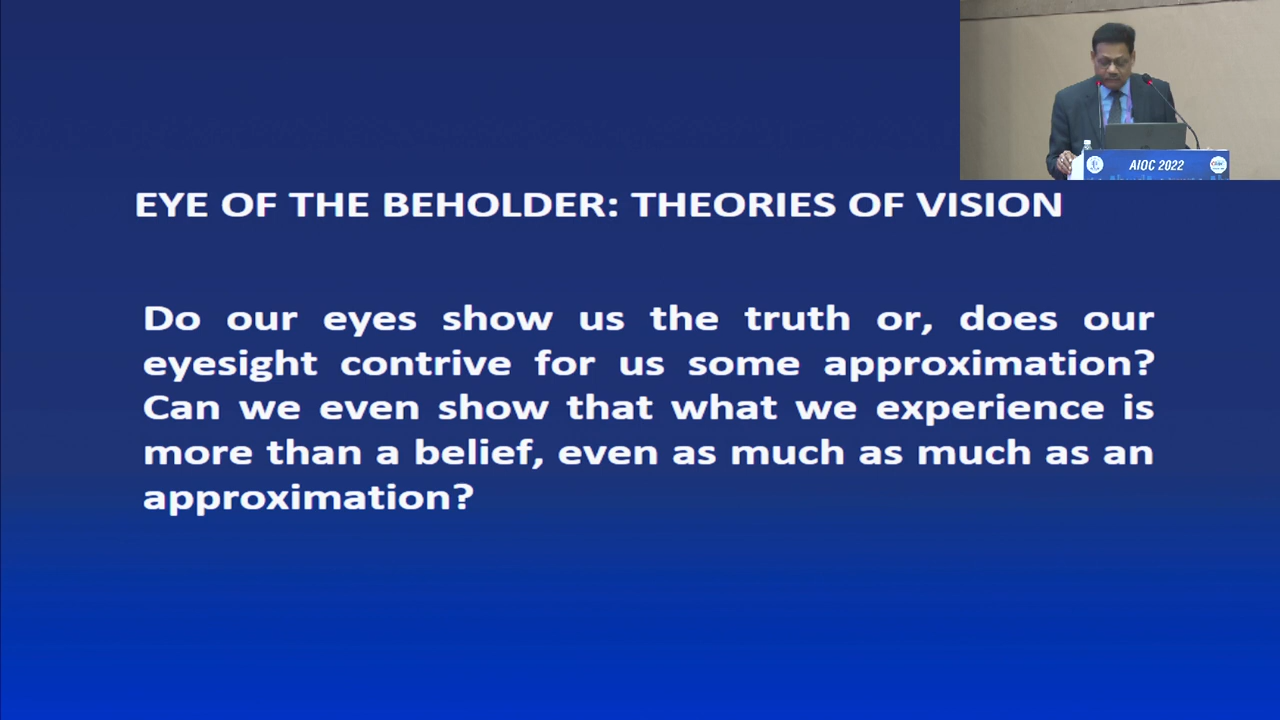 AIOC 2022
EYE OF THE BEHOLDER: THEORIES OF VISION
Do our eyes show us the truth or, does our
eyesight contrive for us some approximation?
Can we even show that what we experience is
more than a belief, even as much as much as an
approximation?